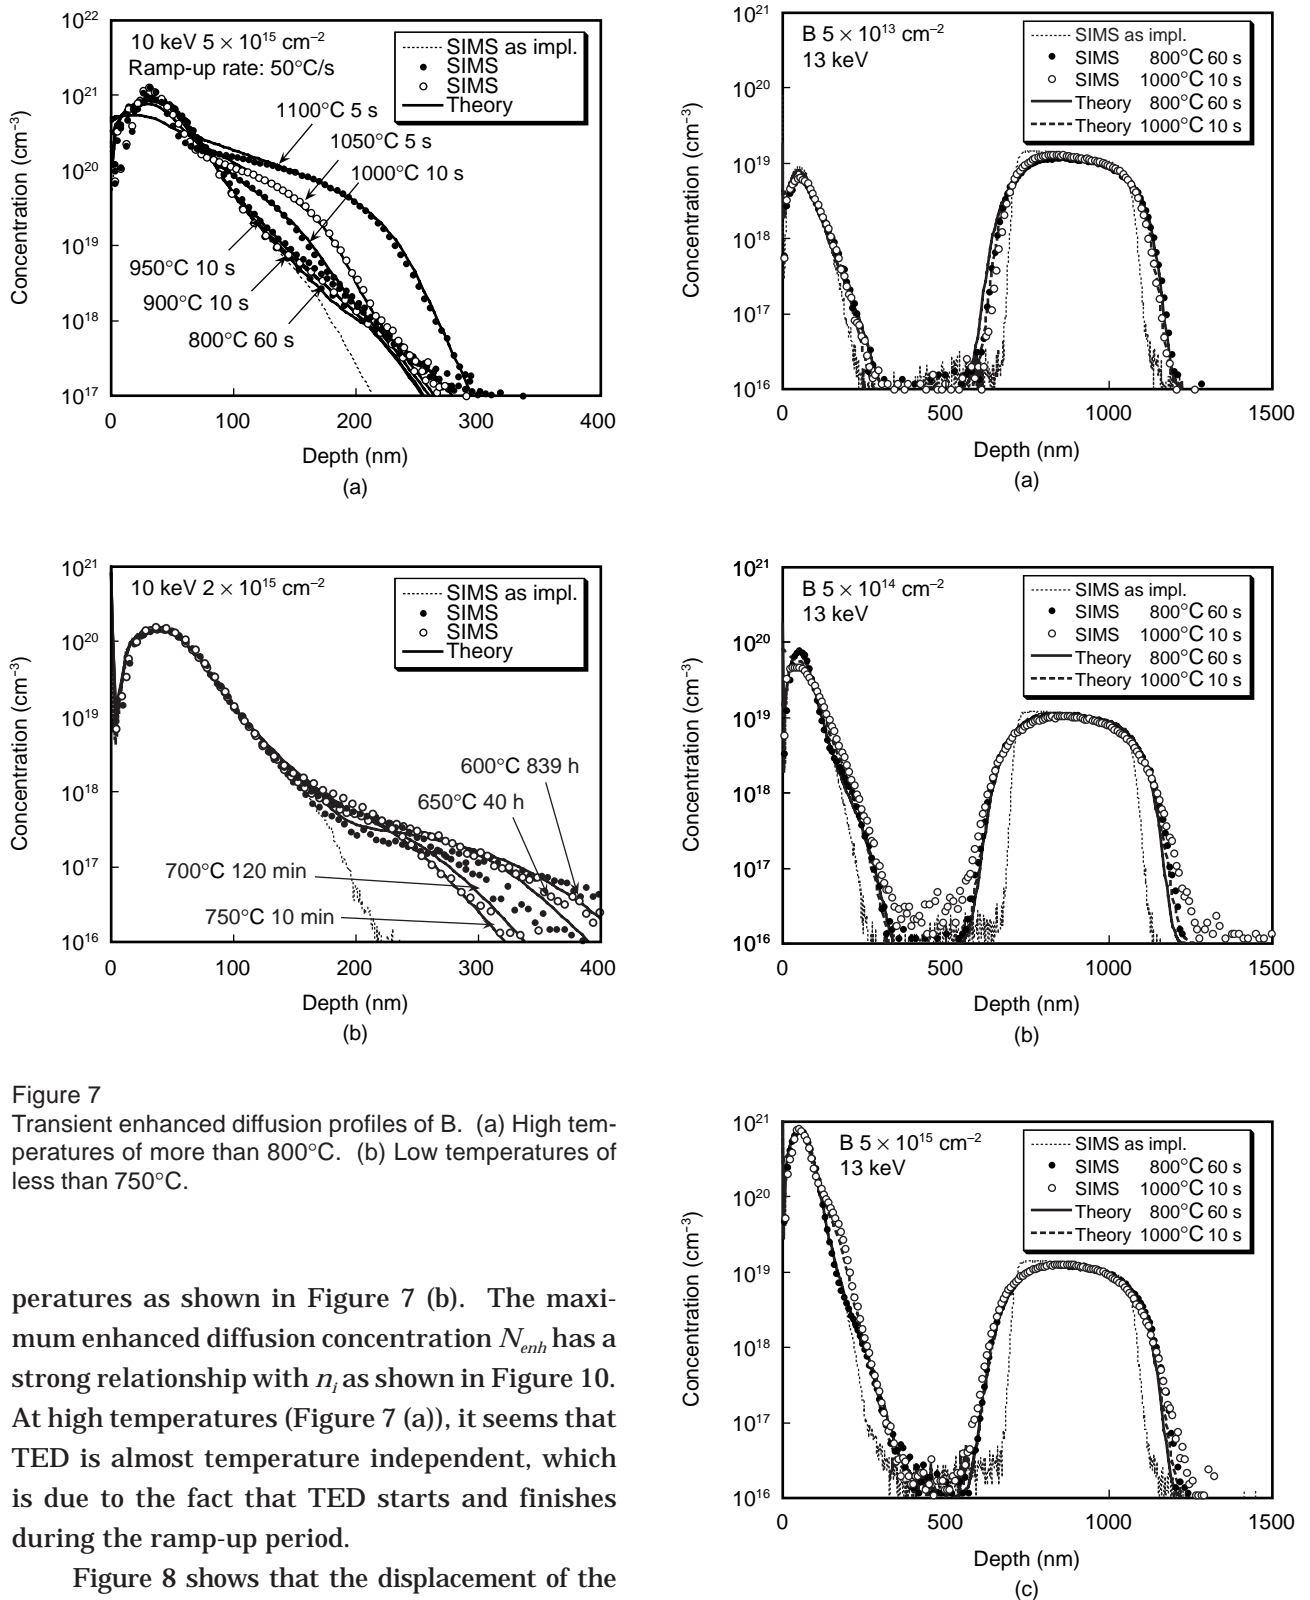 10²²
10²¹
10²⁰
10¹⁹
10¹⁸
10¹⁷
Concentration (cm⁻³)
10 keV 5 × 10¹⁵ cm⁻²
Ramp-up rate: 50°C/s
SIMS as impl.
SIMS
SIMS
Theory
1100°C 5 s
1050°C 5 s
1000°C 10 s
950°C 10 s
900°C 10 s
800°C 60 s
0 100 200 300 400
Depth (nm)
(a)
10²¹
10²⁰
10¹⁹
10¹⁸
10¹⁷
10¹⁶
Concentration (cm⁻³)
10 keV 2 × 10¹⁵ cm⁻²
SIMS as impl.
SIMS
SIMS
Theory
600°C 839 h
650°C 40 h
700°C 120 min
750°C 10 min
0 100 200 300 400
Depth (nm)
(b)
Figure 7
Transient enhanced diffusion profiles of B. (a) High tem-
peratures of more than 800°C. (b) Low temperatures of
less than 750°C.
peratures as shown in Figure 7 (b). The maxi-
mum enhanced diffusion concentration N_enh has a
strong relationship with n_i as shown in Figure 10.
At high temperatures (Figure 7 (a)), it seems that
TED is almost temperature independent, which
is due to the fact that TED starts and finishes
during the ramp-up period.
Figure 8 shows that the displacement of the
10²¹
10²⁰
10¹⁹
10¹⁸
10¹⁷
10¹⁶
Concentration (cm⁻³)
B 5 × 10¹³ cm⁻²
13 keV
SIMS as impl.
SIMS 800°C 60 s
SIMS 1000°C 10 s
Theory 800°C 60 s
Theory 1000°C 10 s
0 500 1000 1500
Depth (nm)
(a)
10²¹
10²⁰
10¹⁹
10¹⁸
10¹⁷
10¹⁶
Concentration (cm⁻³)
B 5 × 10¹⁴ cm⁻²
13 keV
SIMS as impl.
SIMS 800°C 60 s
SIMS 1000°C 10 s
Theory 800°C 60 s
Theory 1000°C 10 s
0 500 1000 1500
Depth (nm)
(b)
10²¹
10²⁰
10¹⁹
10¹⁸
10¹⁷
10¹⁶
Concentration (cm⁻³)
B 5 × 10¹⁵ cm⁻²
13 keV
SIMS as impl.
SIMS 800°C 60 s
SIMS 1000°C 10 s
Theory 800°C 60 s
Theory 1000°C 10 s
0 500 1000 1500
Depth (nm)
(c)